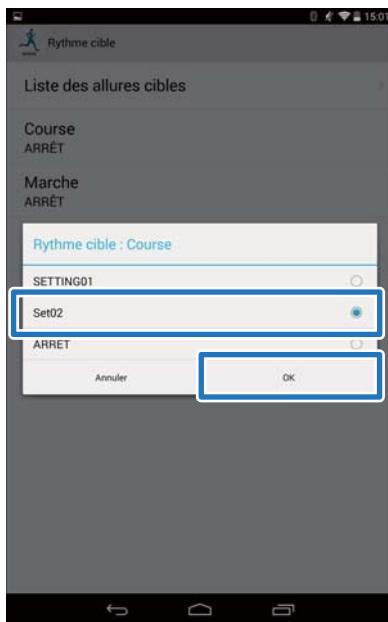 15:01
Rythme cible
Liste des allures cibles
Course
ARRÊT
Marche
ARRÊT
Rythme cible : Course
SETTING01
Set02
ARRET
Annuler
OK